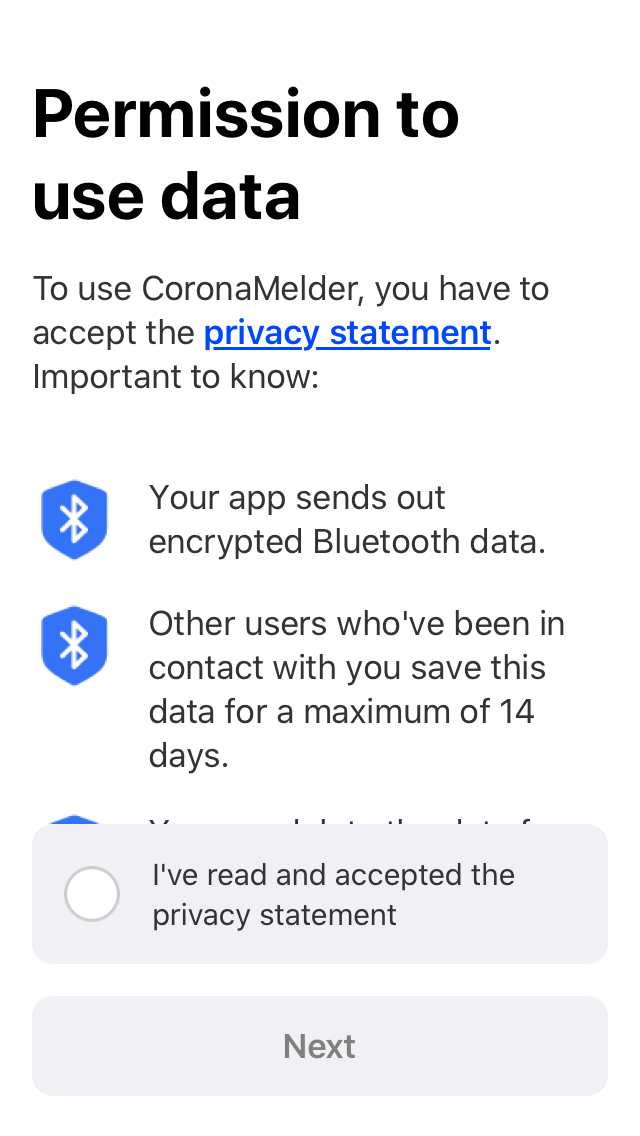 Permission to
use data
To use CoronaMelder, you have to
accept the privacy statement.
Important to know:
Your app sends out
encrypted Bluetooth data.
Other users who've been in
contact with you save this
data for a maximum of 14
days.
I've read and accepted the
privacy statement
Next